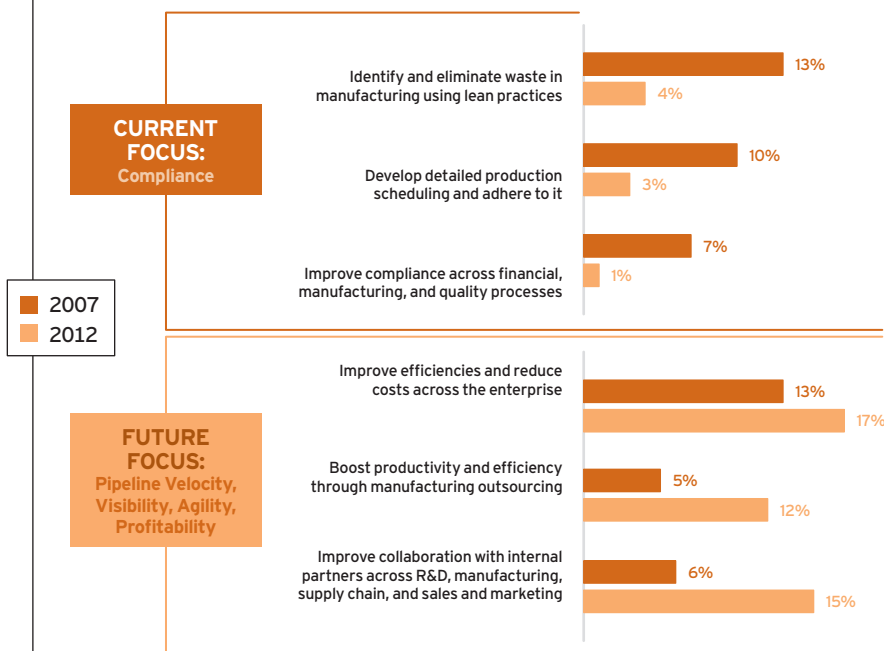 CURRENT
FOCUS:
Compliance
Identify and eliminate waste in
manufacturing using lean practices
13%
4%
Develop detailed production
scheduling and adhere to it
10%
3%
Improve compliance across financial,
manufacturing, and quality processes
7%
1%
2007
2012
FUTURE
FOCUS:
Pipeline Velocity,
Visibility, Agility,
Profitability
Improve efficiencies and reduce
costs across the enterprise
13%
17%
Boost productivity and efficiency
through manufacturing outsourcing
5%
12%
Improve collaboration with internal
partners across R&D, manufacturing,
supply chain, and sales and marketing
6%
15%